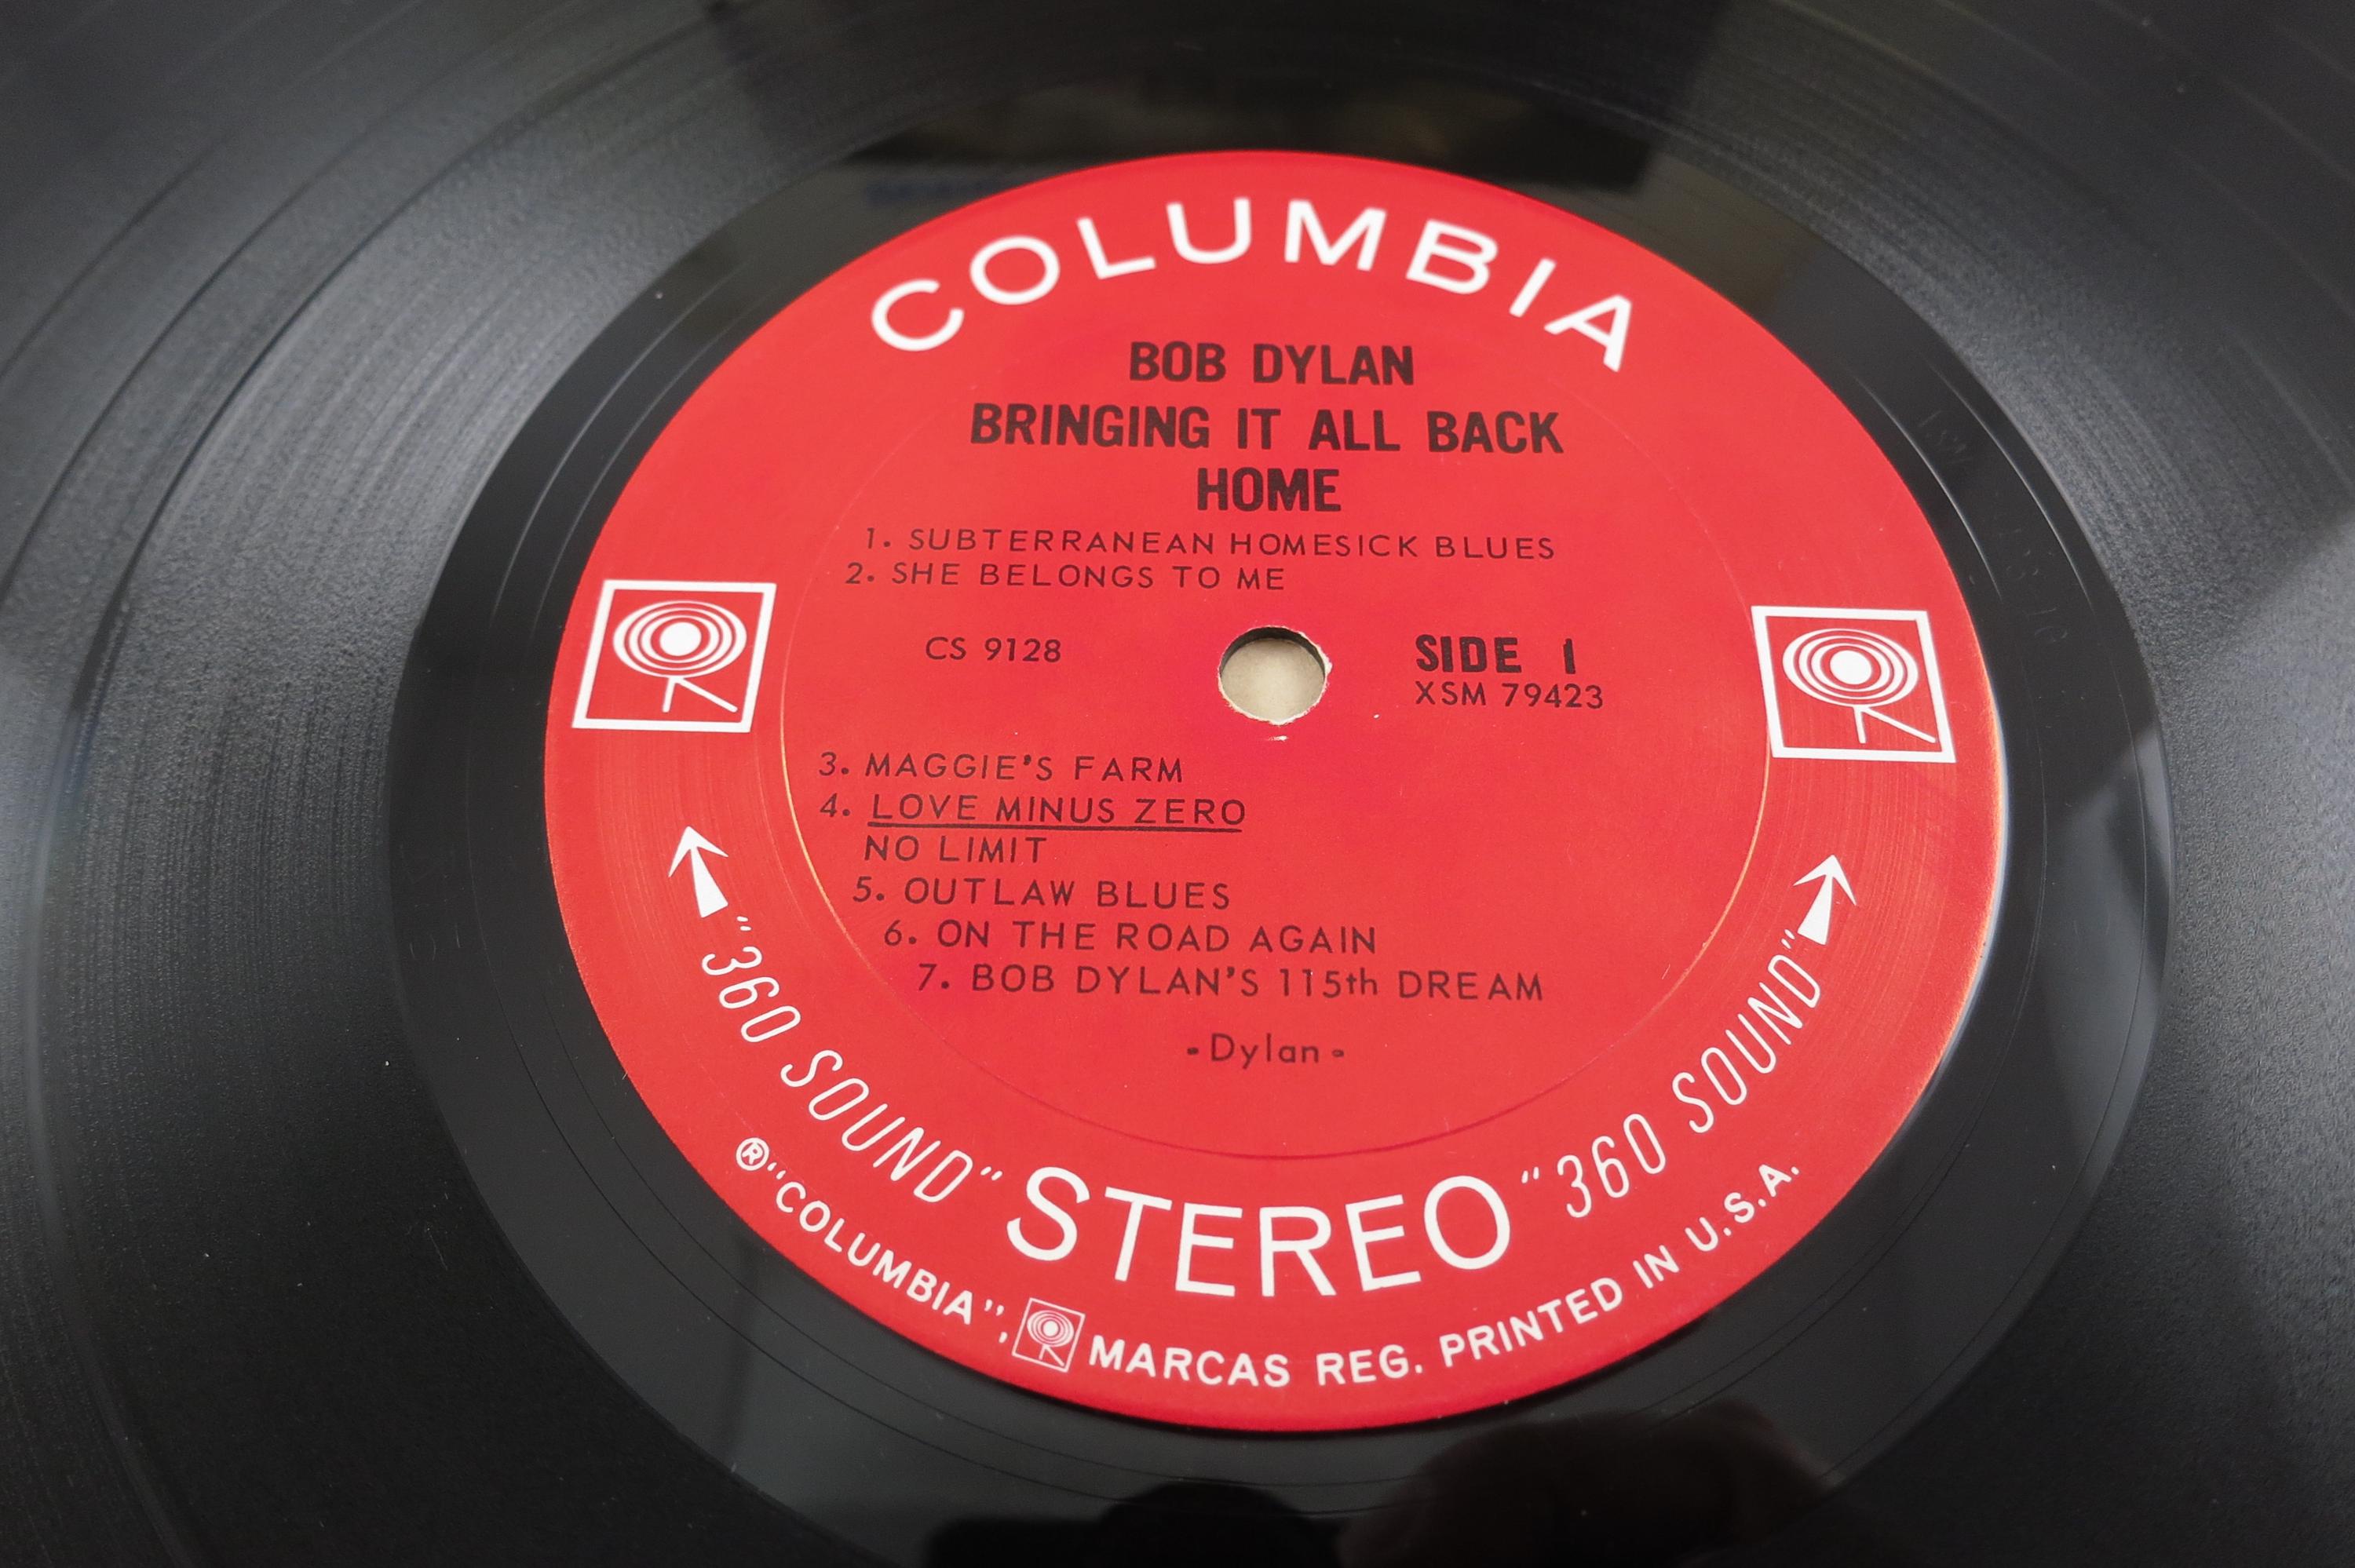 COLUMBIA
BOB DYLAN
BRINGING IT ALL BACK
HOME
1. SUBTERRANEAN HOMESICK BLUES
2. SHE BELONGS TO ME
CS 9128
SIDE 1
XSM 79423
3. MAGGIE'S FARM
4. LOVE MINUS ZERO
NO LIMIT
5. OUTLAW BLUES
6. ON THE ROAD AGAIN
7. BOB DYLAN'S 115th DREAM
-Dylan-
"360 SOUND" STEREO "360 SOUND"
® "COLUMBIA", MARCAS REG. PRINTED IN U.S.A.